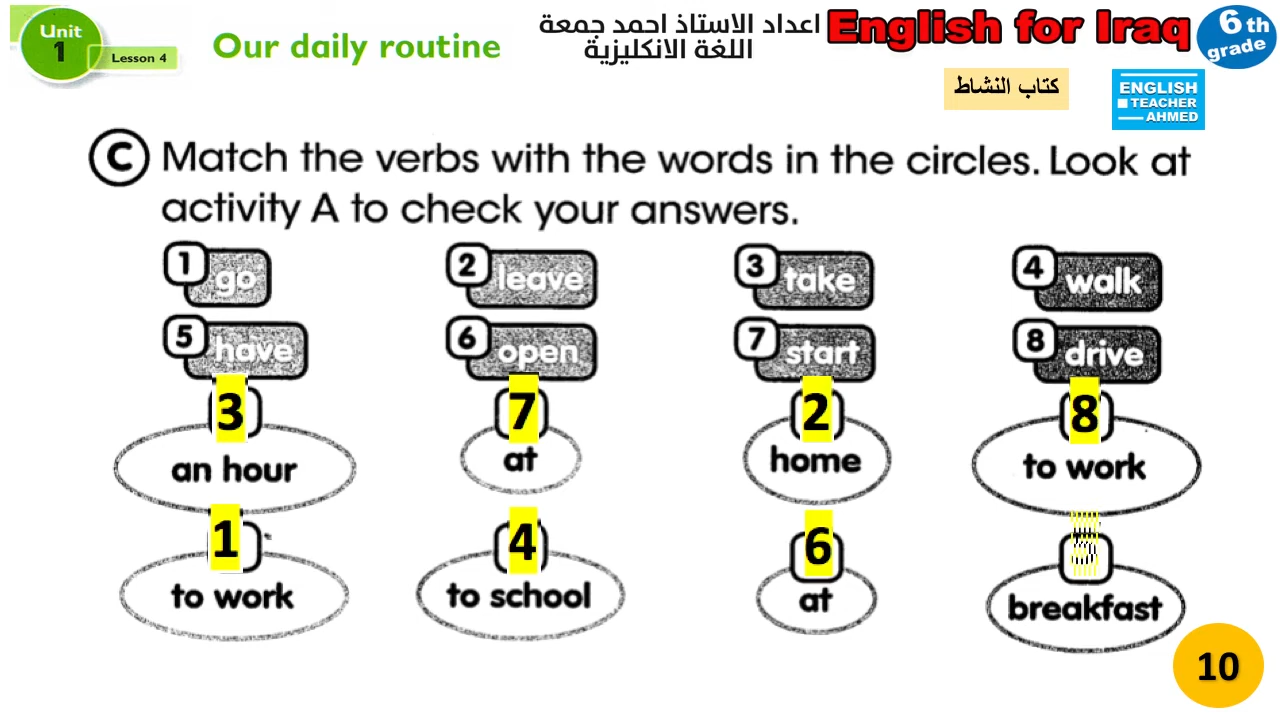 Unit
1
Lesson 4
Our daily routine
اعداد الاستاذ احمد جمعة
اللغة الانكليزية
English for Iraq
6 th
grade
كتاب النشاط
ENGLISH
TEACHER
AHMED
C Match the verbs with the words in the circles. Look at
activity A to check your answers.
1 go 2 leave 3 take 4 walk
5 have 6 open 7 start 8 drive
3 7 2 8
an hour at home to work
1 4 6 5
to work to school at breakfast
10